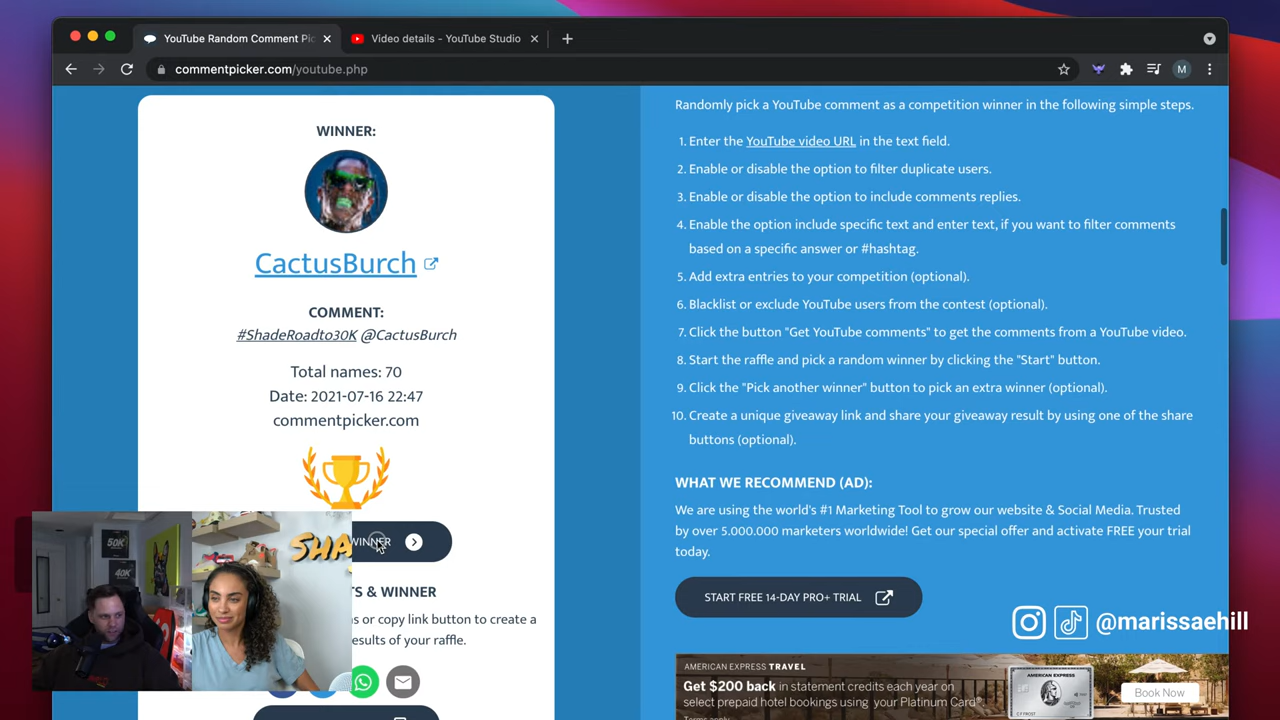 YouTube Random Comment Pic
Video details - YouTube Studio
commentpicker.com/youtube.php
M
WINNER:
CactusBurch
COMMENT:
#ShadeRoadto30K @CactusBurch
Total names: 70
Date: 2021-07-16 22:47
commentpicker.com
WINNER
S & WINNER
s or copy link button to create a
esults of your raffle.
50K
40K
SHA
Randomly pick a YouTube comment as a competition winner in the following simple steps.
1. Enter the YouTube video URL in the text field.
2. Enable or disable the option to filter duplicate users.
3. Enable or disable the option to include comments replies.
4. Enable the option include specific text and enter text, if you want to filter comments
based on a specific answer or #hashtag.
5. Add extra entries to your competition (optional).
6. Blacklist or exclude YouTube users from the contest (optional).
7. Click the button "Get YouTube comments" to get the comments from a YouTube video.
8. Start the raffle and pick a random winner by clicking the "Start" button.
9. Click the "Pick another winner" button to pick an extra winner (optional).
10. Create a unique giveaway link and share your giveaway result by using one of the share
buttons (optional).
WHAT WE RECOMMEND (AD):
We are using the world's #1 Marketing Tool to grow our website & Social Media. Trusted
by over 5.000.000 marketers worldwide! Get our special offer and activate FREE your trial
today.
START FREE 14-DAY PRO+ TRIAL
@marissaehill
AMERICAN EXPRESS TRAVEL
Get $200 back in statement credits each year on
select prepaid hotel bookings using your Platinum Card.
Terms apply
AMERICAN EXPRESS
C F FROST
Book Now